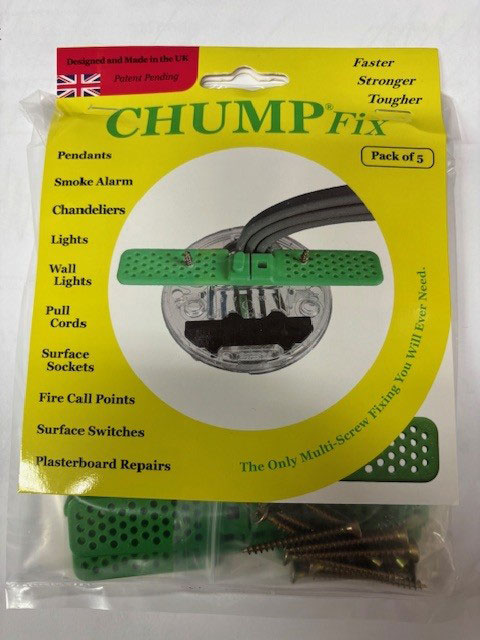 Designed and Made in the UK
Patent Pending
Faster
Stronger
Tougher
CHUMP® Fix
Pack of 5
Pendants
Smoke Alarm
Chandeliers
Lights
Wall
Lights
Pull
Cords
Surface
Sockets
Fire Call Points
Surface Switches
Plasterboard Repairs
The Only Multi-Screw Fixing You Will Ever Need.